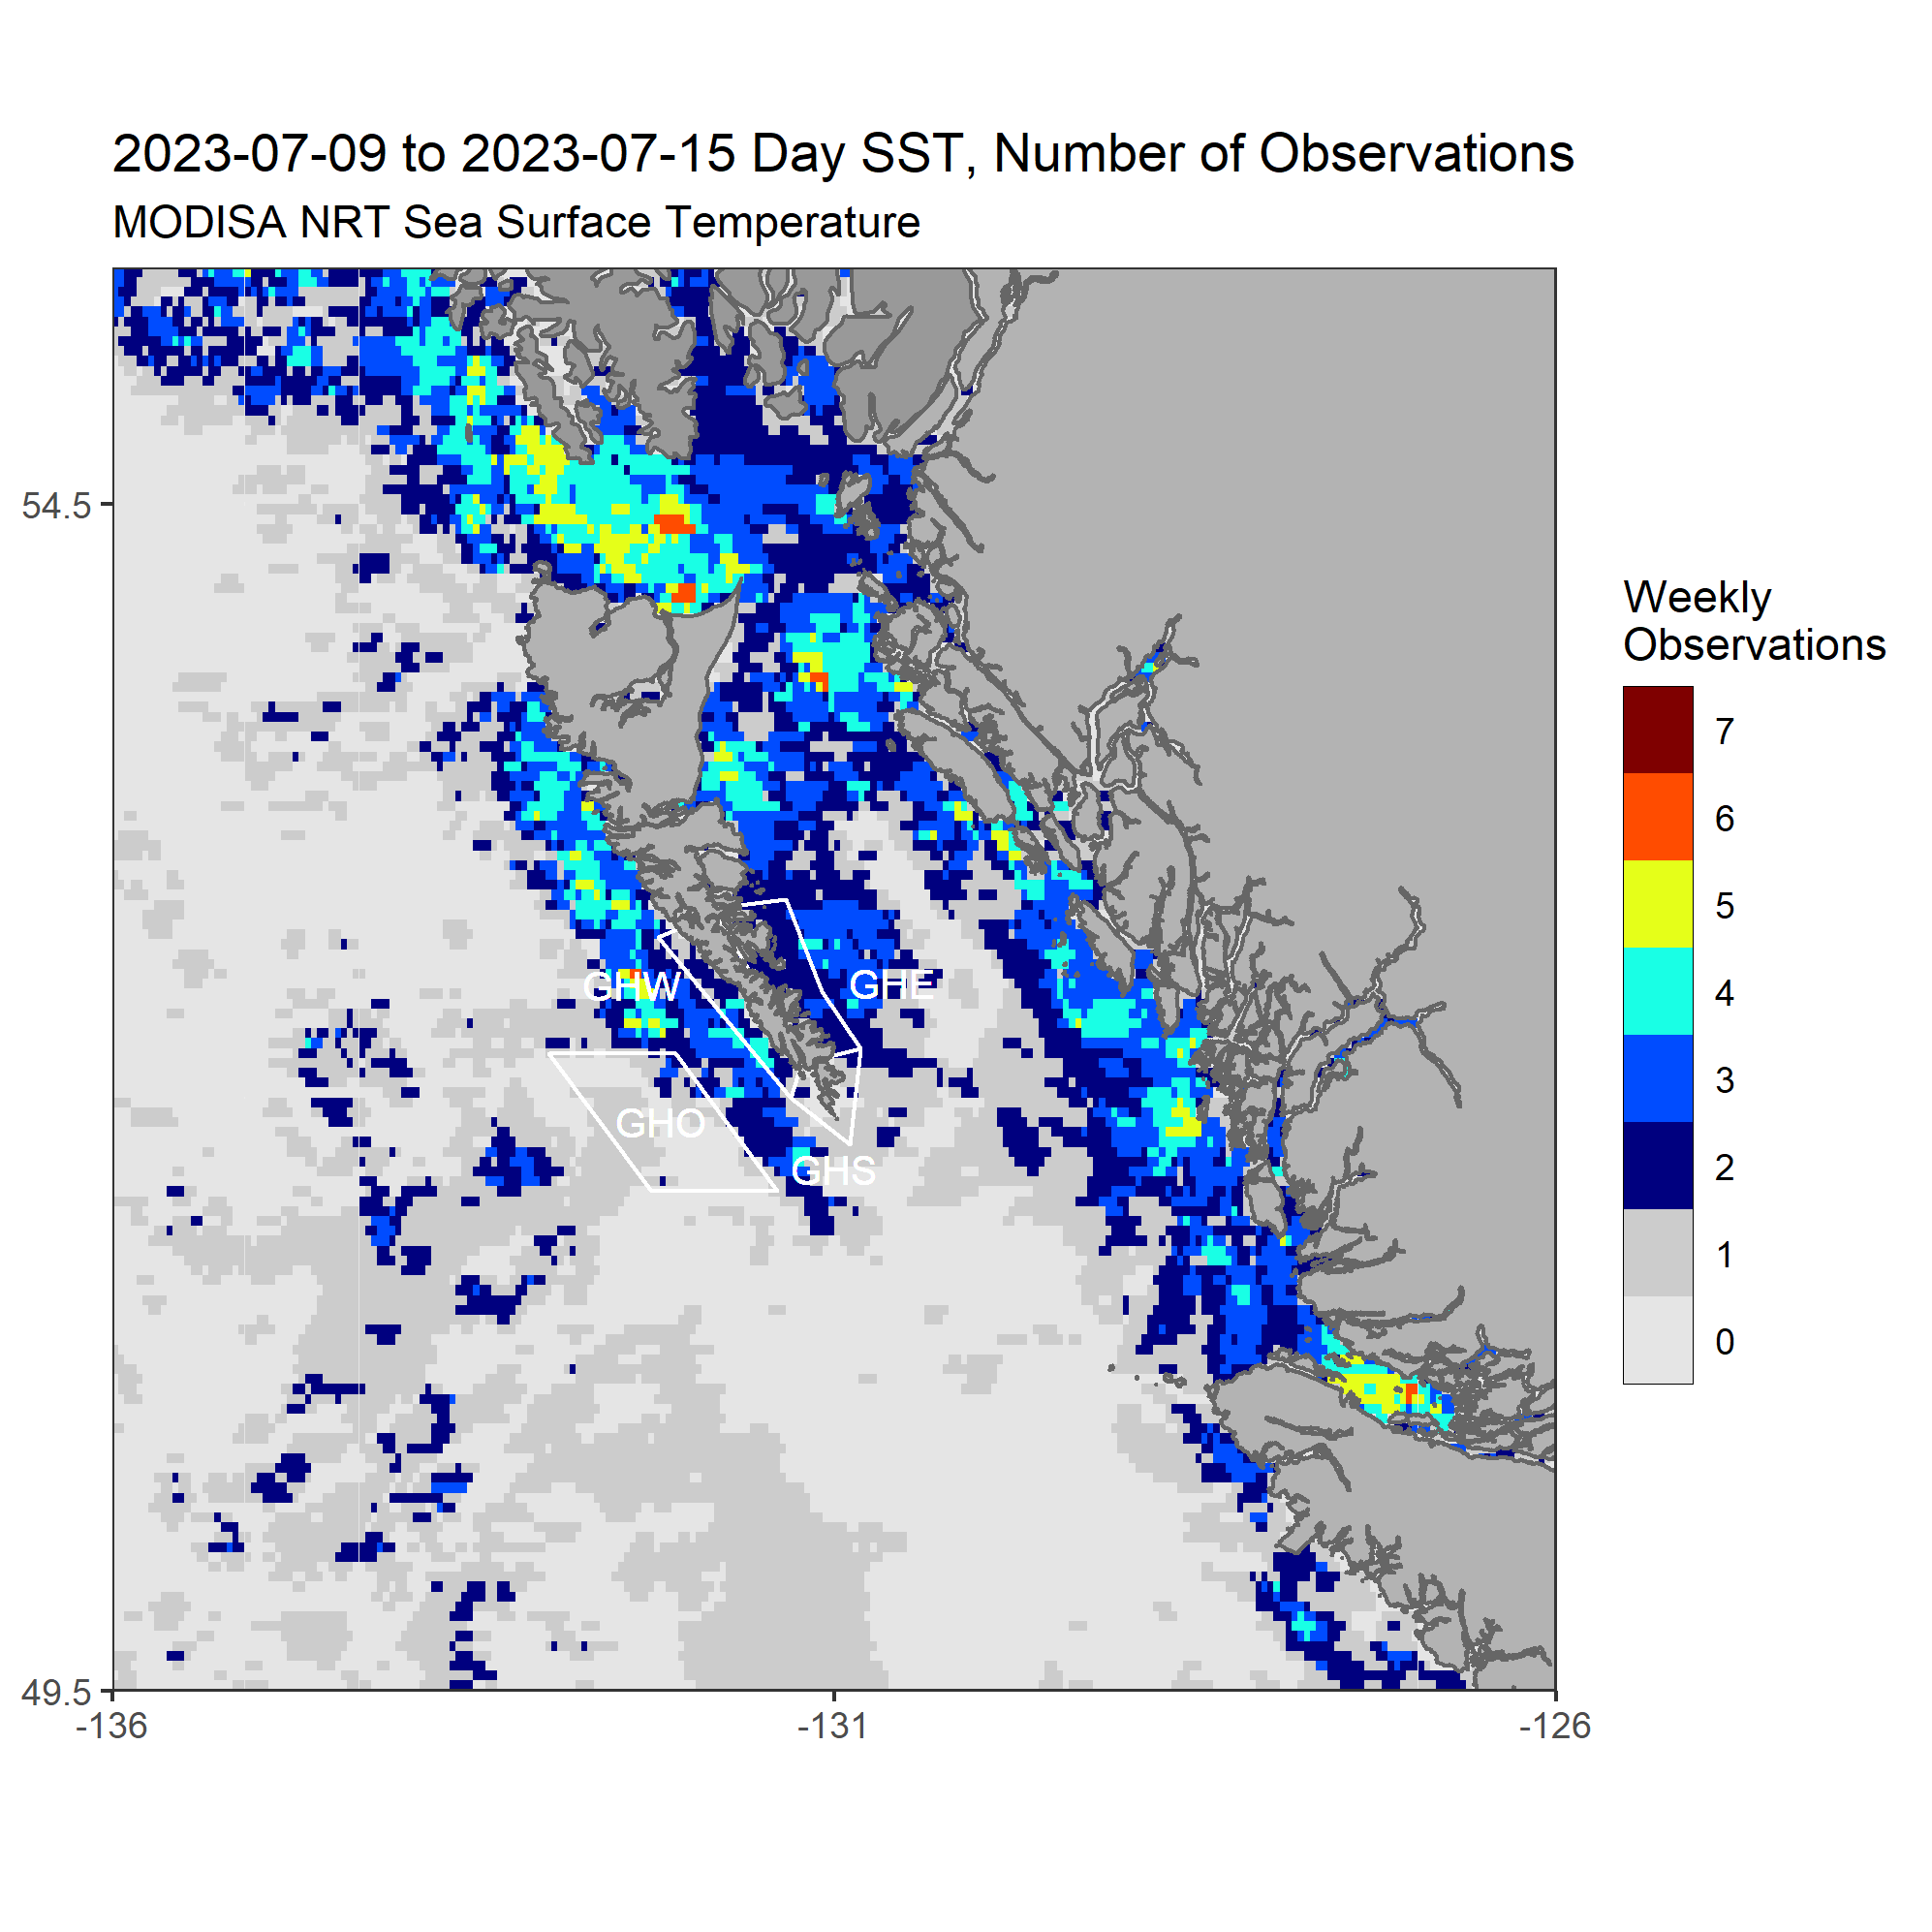 2023-07-09 to 2023-07-15 Day SST, Number of Observations
MODISA NRT Sea Surface Temperature
54.5
49.5
-136
-131
-126
GHW
GHE
GHO
GHS
Weekly
Observations
7
6
5
4
3
2
1
0